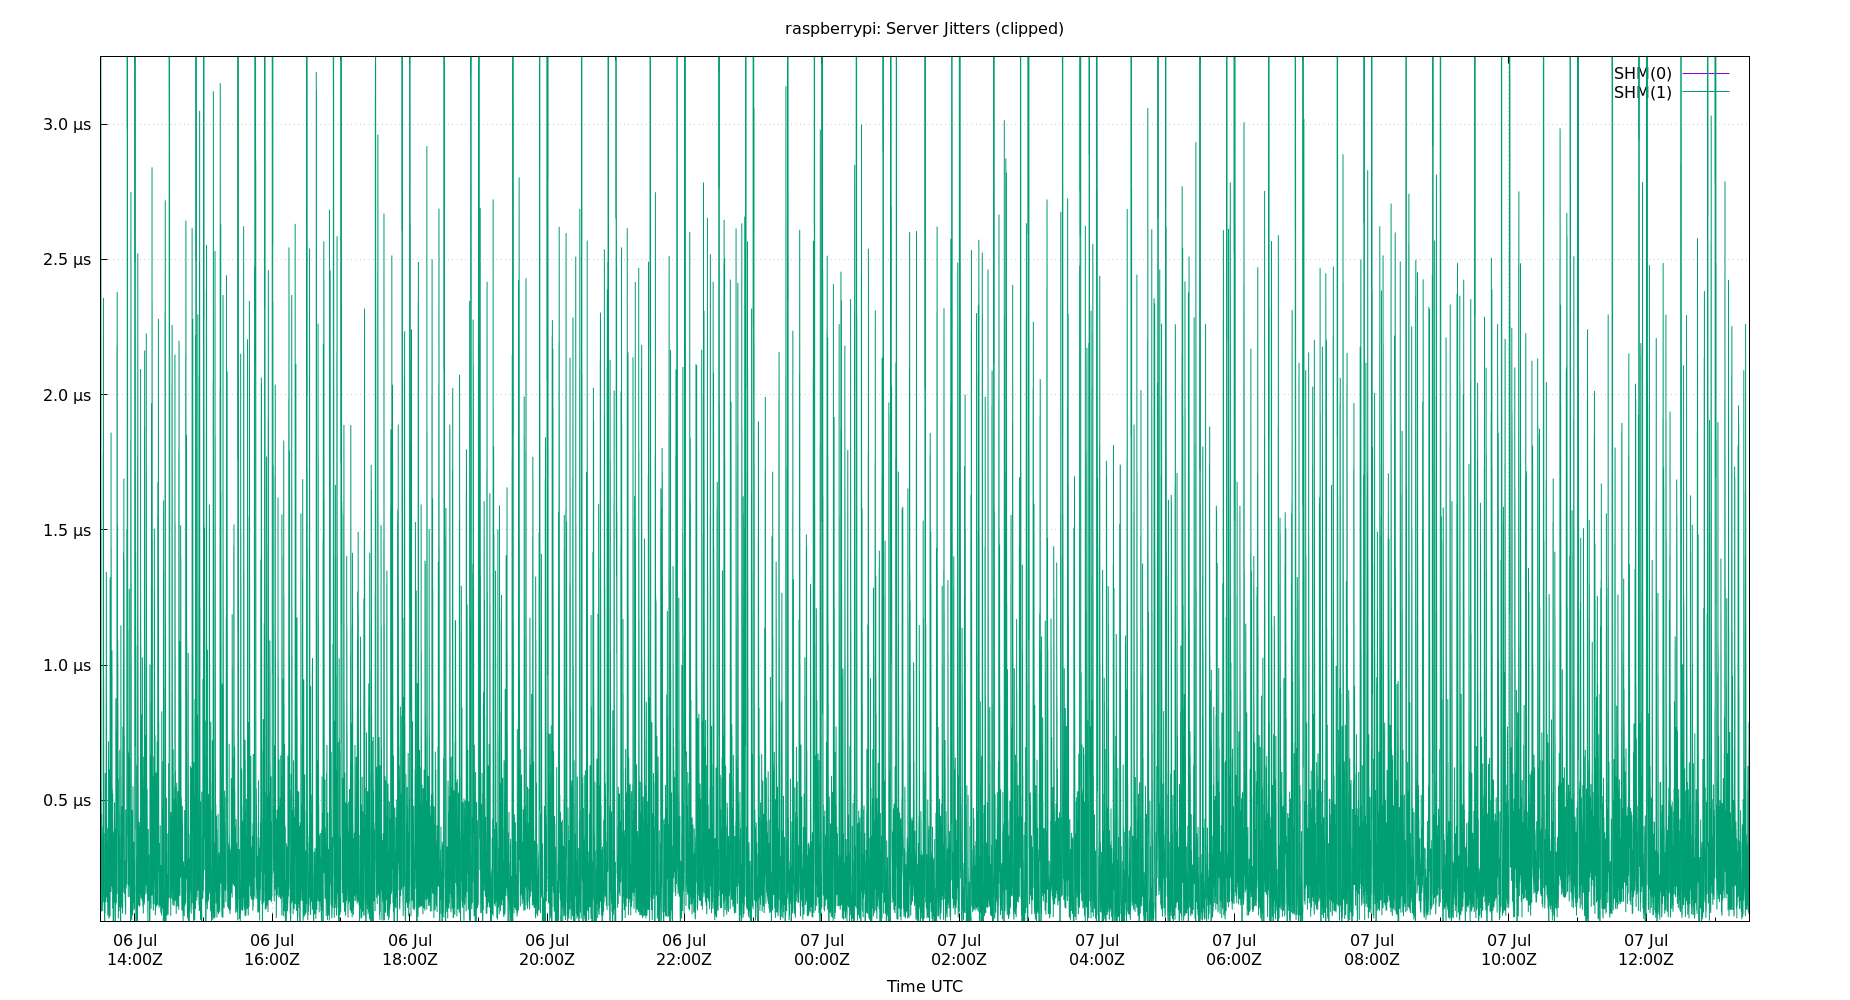 raspberrypi: Server Jitters (clipped)
SHM(0)
SHM(1)
3.0 µs
2.5 µs
2.0 µs
1.5 µs
1.0 µs
0.5 µs
06 Jul 06 Jul 06 Jul 06 Jul 06 Jul 07 Jul 07 Jul 07 Jul 07 Jul 07 Jul 07 Jul 07 Jul
14:00Z 16:00Z 18:00Z 20:00Z 22:00Z 00:00Z 02:00Z 04:00Z 06:00Z 08:00Z 10:00Z 12:00Z
Time UTC